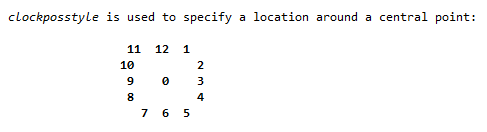 clockposstyle is used to specify a location around a central point:
11 12 1
10 2
9 0 3
8 4
7 6 5